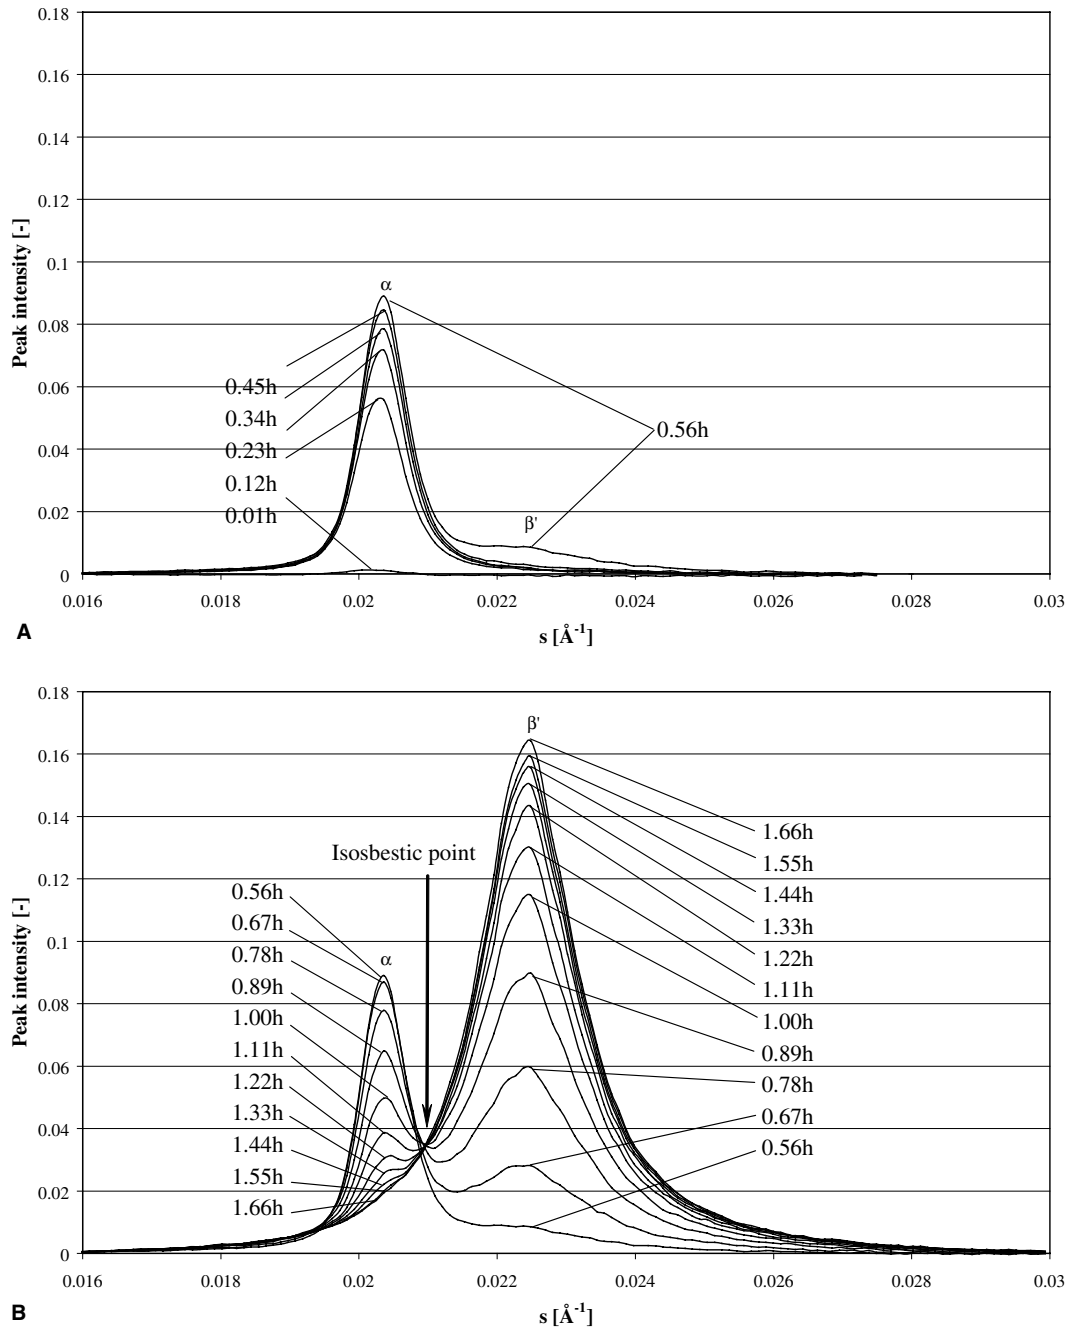 0.18
0.16
0.14
0.12
0.1
0.08
0.06
0.04
0.02
0
Peak intensity [-]
α
0.45h
0.34h
0.23h
0.12h
0.01h
0.56h
β'
0.016 0.018 0.02 0.022 0.024 0.026 0.028 0.03
A
s [Å-1]
0.18
0.16
0.14
0.12
0.1
0.08
0.06
0.04
0.02
0
Peak intensity [-]
β'
Isosbestic point
α
0.56h
0.67h
0.78h
0.89h
1.00h
1.11h
1.22h
1.33h
1.44h
1.55h
1.66h
1.66h
1.55h
1.44h
1.33h
1.22h
1.11h
1.00h
0.89h
0.78h
0.67h
0.56h
0.016 0.018 0.02 0.022 0.024 0.026 0.028 0.03
B
s [Å-1]